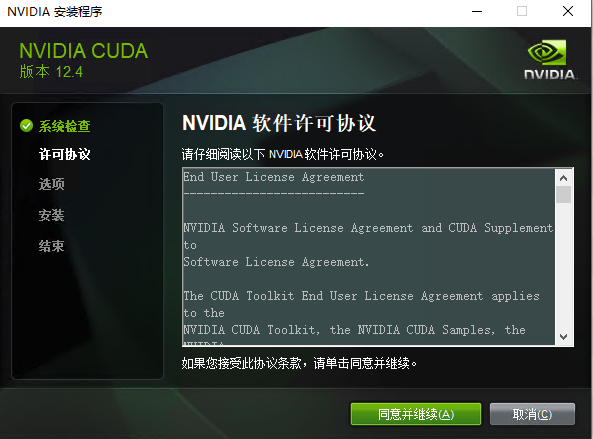 NVIDIA 安装程序
NVIDIA CUDA
版本 12.4
NVIDIA.
系统检查
许可协议
选项
安装
结束
NVIDIA 软件许可协议
请仔细阅读以下 NVIDIA 软件许可协议。
End User License Agreement
--------------------------
NVIDIA Software License Agreement and CUDA Supplement
to
Software License Agreement.
The CUDA Toolkit End User License Agreement applies
to the
NVIDIA CUDA Toolkit, the NVIDIA CUDA Samples, the
NVIDIA
如果您接受此协议条款，请单击同意并继续。
同意并继续(A)
取消(C)